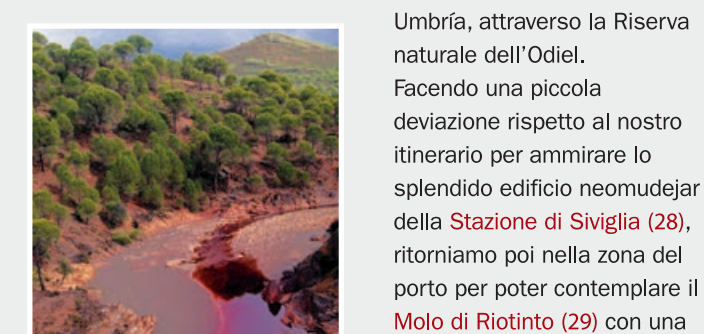 Umbría, attraverso la Riserva
naturale dell'Odiel.
Facendo una piccola
deviazione rispetto al nostro
itinerario per ammirare lo
splendido edificio neomudejar
della Stazione di Siviglia (28),
ritorniamo poi nella zona del
porto per poter contemplare il
Molo di Riotinto (29) con una